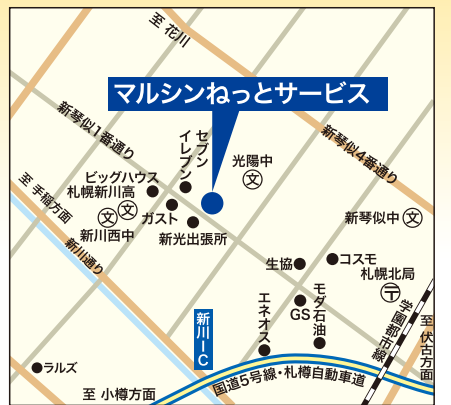 至 花川
マルシンねっとサービス
新琴似1番通り
新琴似4番通り
セブン
イレブン
光陽中
文
ビッグハウス
札幌新川高
文
文
新川西中
ガスト
新光出張所
至 手稲方面
新川通り
新琴似中
文
生協
コスモ
札幌北局
〒
モダ石油
GS
エネオス
新川IC
学園都市線
至 伏古方面
ラルズ
至 小樽方面
国道5号線・札樽自動車道